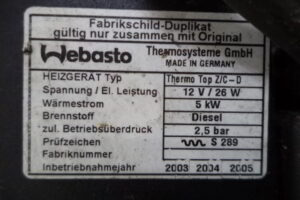 Fabrikschild-Duplikat
gültig nur zusammen mit Original
Webasto Thermosysteme GmbH
MADE IN GERMANY
HEIZGERÄT Typ Thermo Top Z/C - D
Spannung / El. Leistung 12 V / 26 W
Wärmestrom 5 kW
Brennstoff Diesel
zul. Betriebsüberdruck 2,5 bar
Prüfzeichen S 289
Fabriknummer
Inbetriebnahmejahr 2003 2004 2005